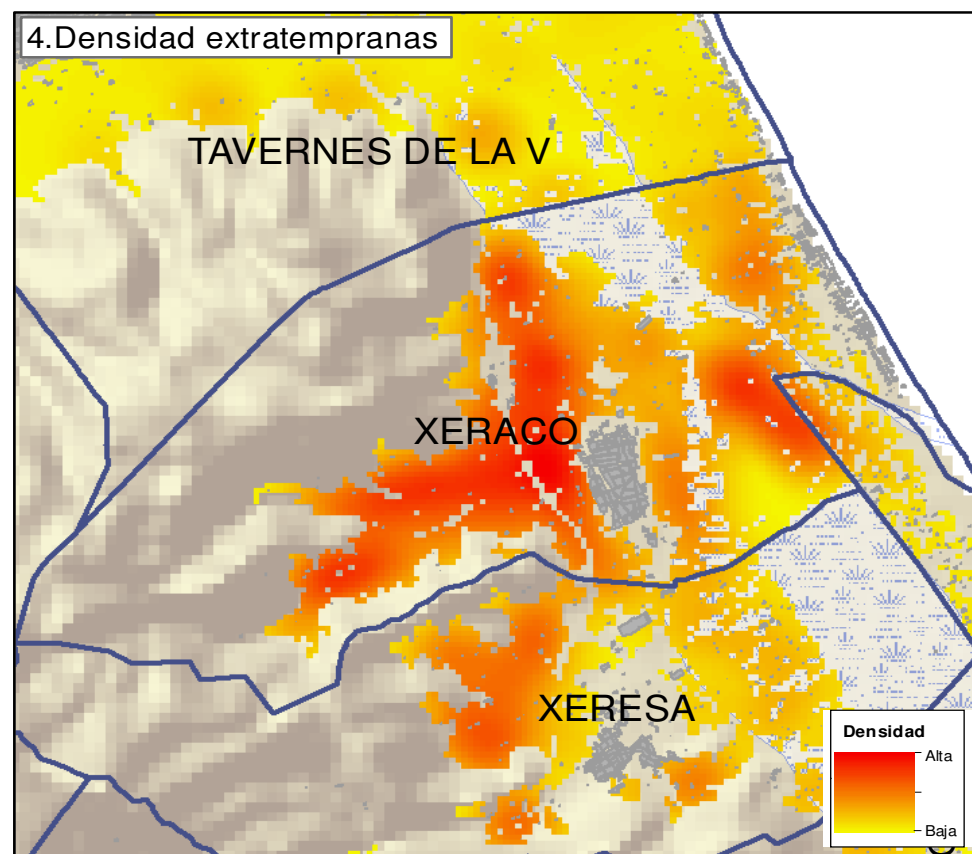 4.Densidad extratempranas
TAVERNES DE LA V
XERACO
XERESA
Densidad
Alta
Baja